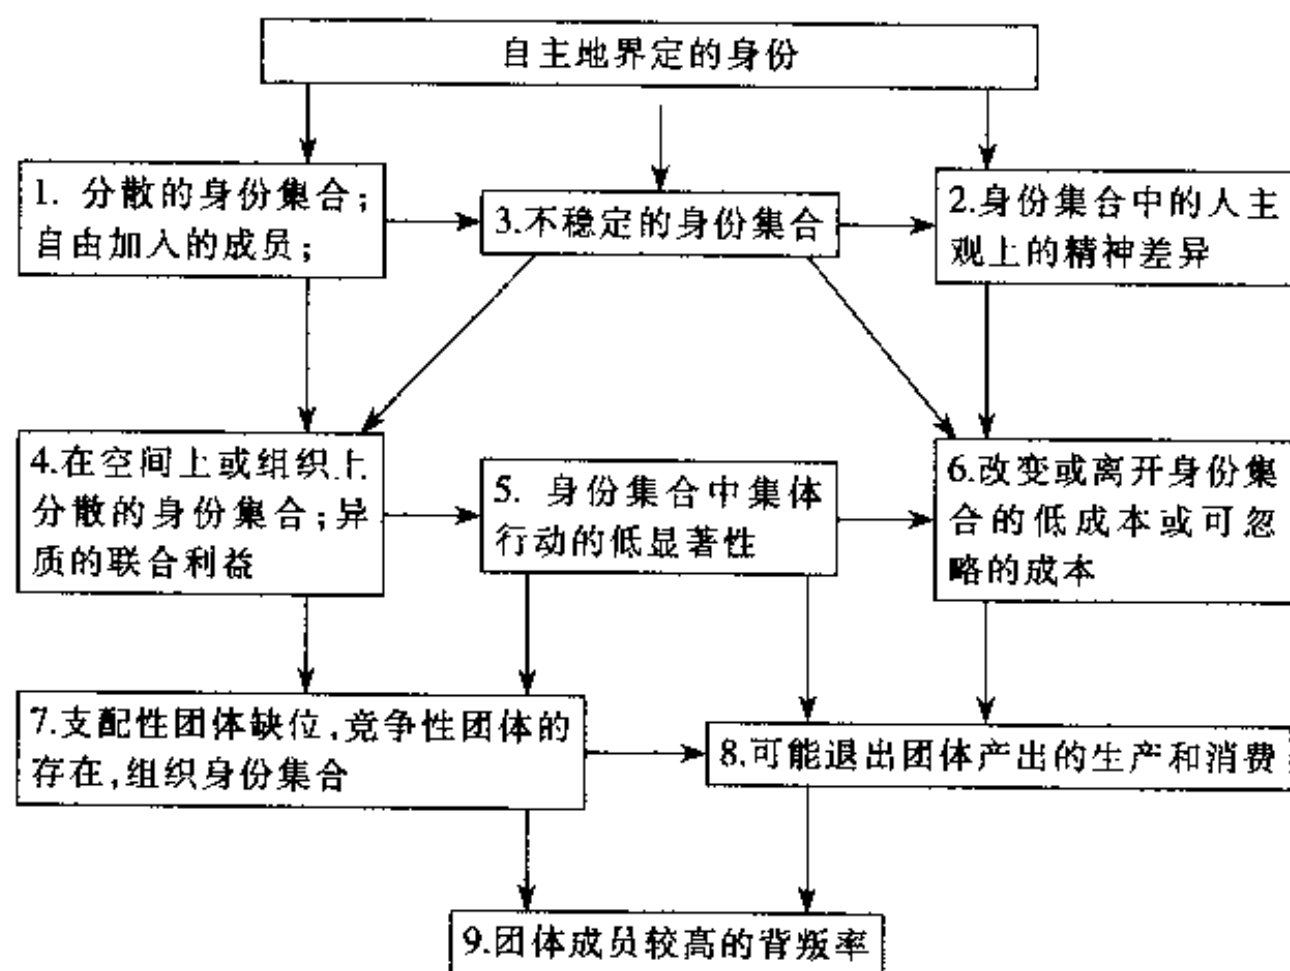 自主地界定的身份
1. 分散的身份集合；
自由加入的成员；
3.不稳定的身份集合
2.身份集合中的人主
观上的精神差异
4.在空间上或组织上
分散的身份集合；异
质的联合利益
5. 身份集合中集体
行动的低显著性
6.改变或离开身份集
合的低成本或可忽
略的成本
7.支配性团体缺位,竞争性团体的
存在,组织身份集合
8.可能退出团体产出的生产和消费
9.团体成员较高的背叛率